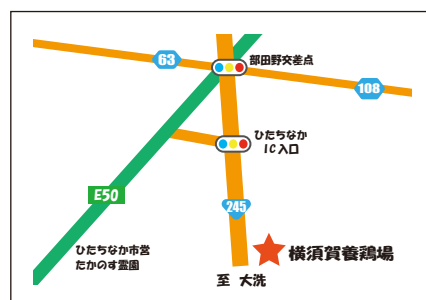 部田野交差点
63
108
ひたちなか
IC入口
E50
245
ひたちなか市営
たかのす霊園
横須賀養鶏場
至 大洗